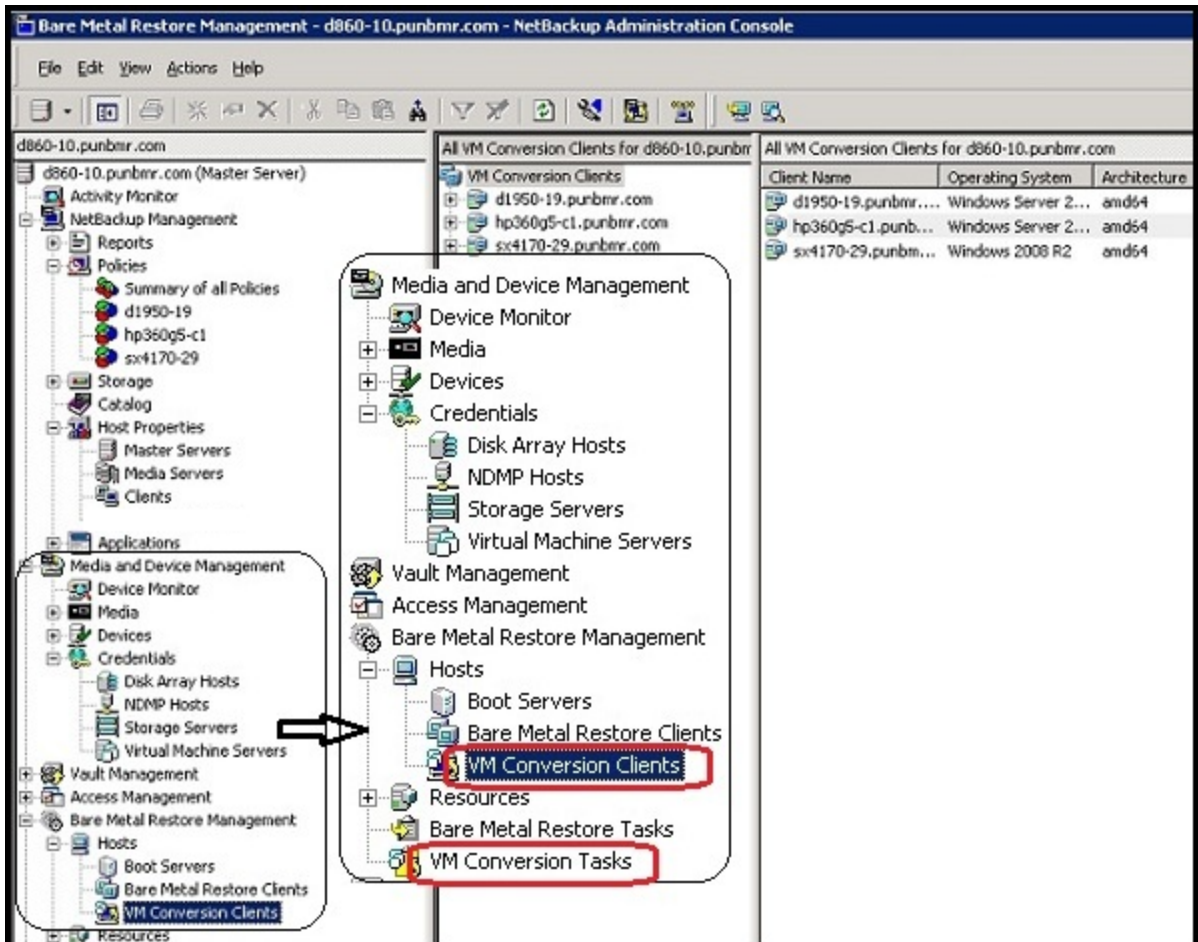 Bare Metal Restore Management - d860-10.punbmr.com - NetBackup Administration Console
File Edit View Actions Help
d860-10.punbmr.com
d860-10.punbmr.com (Master Server)
Activity Monitor
NetBackup Management
Reports
Policies
Summary of all Policies
d1950-19
hp360g5-c1
sx4170-29
Storage
Catalog
Host Properties
Master Servers
Media Servers
Clients
Applications
Media and Device Management
Device Monitor
Media
Devices
Credentials
Disk Array Hosts
NDMP Hosts
Storage Servers
Virtual Machine Servers
Vault Management
Access Management
Bare Metal Restore Management
Hosts
Boot Servers
Bare Metal Restore Clients
VM Conversion Clients
Resources
All VM Conversion Clients for d860-10.punbmr
VM Conversion Clients
d1950-19.punbmr.com
hp360g5-c1.punbmr.com
sx4170-29.punbmr.com
Media and Device Management
Device Monitor
Media
Devices
Credentials
Disk Array Hosts
NDMP Hosts
Storage Servers
Virtual Machine Servers
Vault Management
Access Management
Bare Metal Restore Management
Hosts
Boot Servers
Bare Metal Restore Clients
VM Conversion Clients
Resources
Bare Metal Restore Tasks
VM Conversion Tasks
All VM Conversion Clients for d860-10.punbmr.com
Client Name Operating System Architecture
d1950-19.punbmr.... Windows Server 2... amd64
hp360g5-c1.punb... Windows Server 2... amd64
sx4170-29.punbm... Windows 2008 R2 amd64